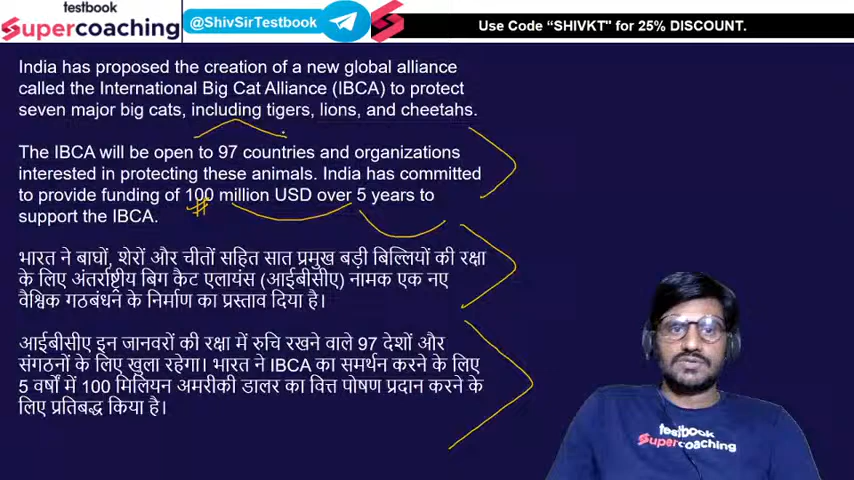 testbook
Supercoaching
@ShivSirTestbook
Use Code “SHIVKT" for 25% DISCOUNT.
India has proposed the creation of a new global alliance
called the International Big Cat Alliance (IBCA) to protect
seven major big cats, including tigers, lions, and cheetahs.
The IBCA will be open to 97 countries and organizations
interested in protecting these animals. India has committed
to provide funding of 100 million USD over 5 years to
support the IBCA.
भारत ने बाघों, शेरों और चीतों सहित सात प्रमुख बड़ी बिल्लियों की रक्षा
के लिए अंतर्राष्ट्रीय बिग कैट एलायंस (आईबीसीए) नामक एक नए
वैश्विक गठबंधन के निर्माण का प्रस्ताव दिया है।
आईबीसीए इन जानवरों की रक्षा में रुचि रखने वाले 97 देशों और
संगठनों के लिए खुला रहेगा। भारत ने IBCA का समर्थन करने के लिए
5 वर्षों में 100 मिलियन अमरीकी डालर का वित्त पोषण प्रदान करने के
लिए प्रतिबद्ध किया है।
testbook
Supercoaching